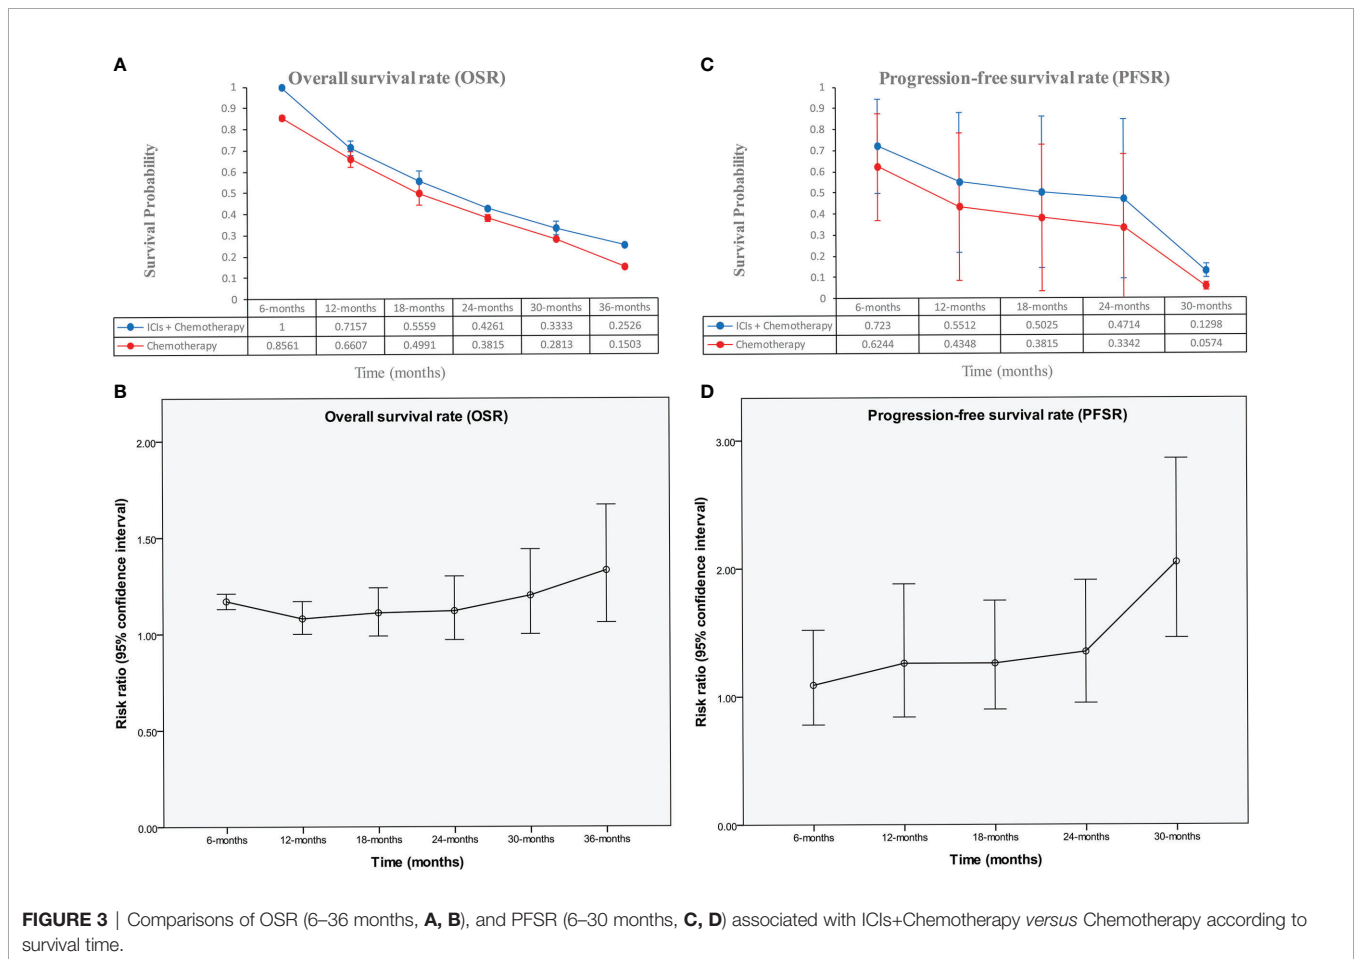 A
Overall survival rate (OSR)
Survival Probability
1
0.9
0.8
0.7
0.6
0.5
0.4
0.3
0.2
0.1
0
6-months 12-months 18-months 24-months 30-months 36-months
ICIs + Chemotherapy 1 0.7157 0.5559 0.4261 0.3333 0.2526
Chemotherapy 0.8561 0.6607 0.4991 0.3815 0.2813 0.1503
Time (months)
C
Progression-free survival rate (PFSR)
Survival Probability
1
0.9
0.8
0.7
0.6
0.5
0.4
0.3
0.2
0.1
0
6-months 12-months 18-months 24-months 30-months
ICIs + Chemotherapy 0.723 0.5512 0.5025 0.4714 0.1298
Chemotherapy 0.6244 0.4348 0.3815 0.3342 0.0574
Time (months)
B
Overall survival rate (OSR)
Risk ratio (95% confidence interval)
2.00
1.50
1.00
0.50
0.00
6-months 12-months 18-months 24-months 30-months 36-months
Time (months)
D
Progression-free survival rate (PFSR)
Risk ratio (95% confidence interval)
3.00
2.00
1.00
0.00
6-months 12-months 18-months 24-months 30-months
Time (months)
FIGURE 3 | Comparisons of OSR (6–36 months, A, B), and PFSR (6–30 months, C, D) associated with ICIs+Chemotherapy versus Chemotherapy according to
survival time.